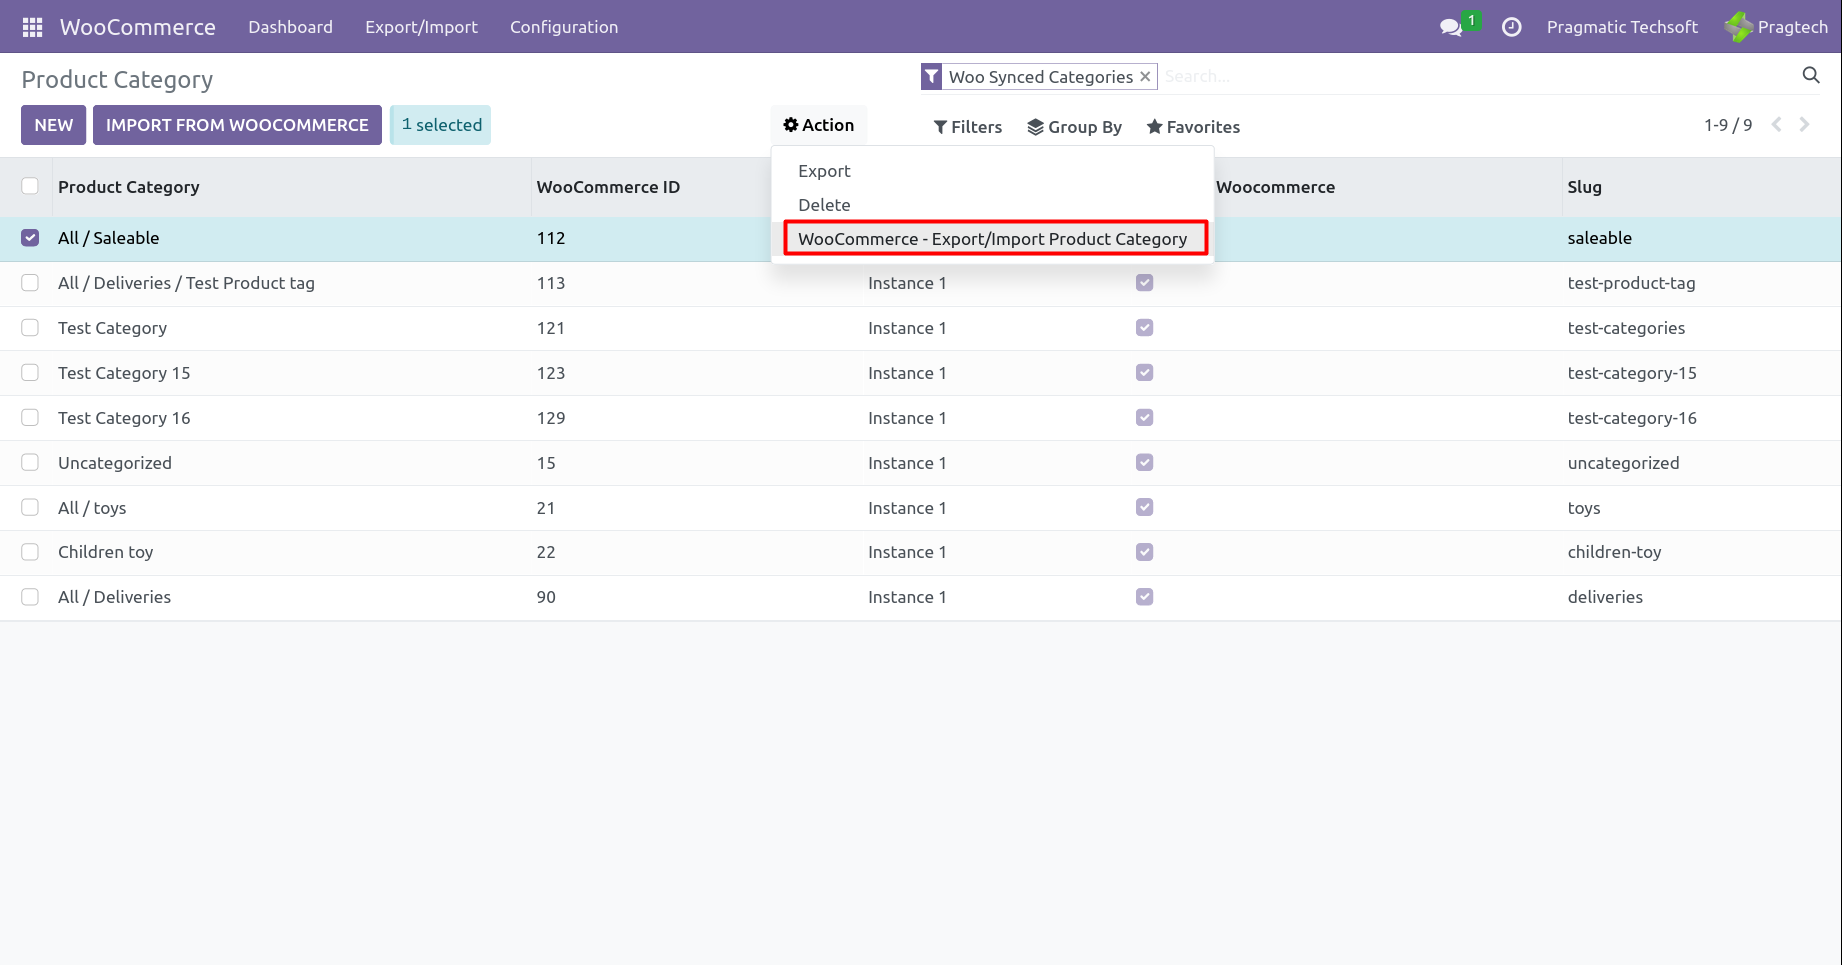 WooCommerce Dashboard Export/Import Configuration 1 Pragmatic Techsoft Pragtech
Product Category Woo Synced Categories × Search...
NEW IMPORT FROM WOOCOMMERCE 1 selected Action Filters Group By Favorites 1-9 / 9
Export
Delete
WooCommerce - Export/Import Product Category
Product Category WooCommerce ID Woocommerce Slug
All / Saleable 112 saleable
All / Deliveries / Test Product tag 113 Instance 1 test-product-tag
Test Category 121 Instance 1 test-categories
Test Category 15 123 Instance 1 test-category-15
Test Category 16 129 Instance 1 test-category-16
Uncategorized 15 Instance 1 uncategorized
All / toys 21 Instance 1 toys
Children toy 22 Instance 1 children-toy
All / Deliveries 90 Instance 1 deliveries